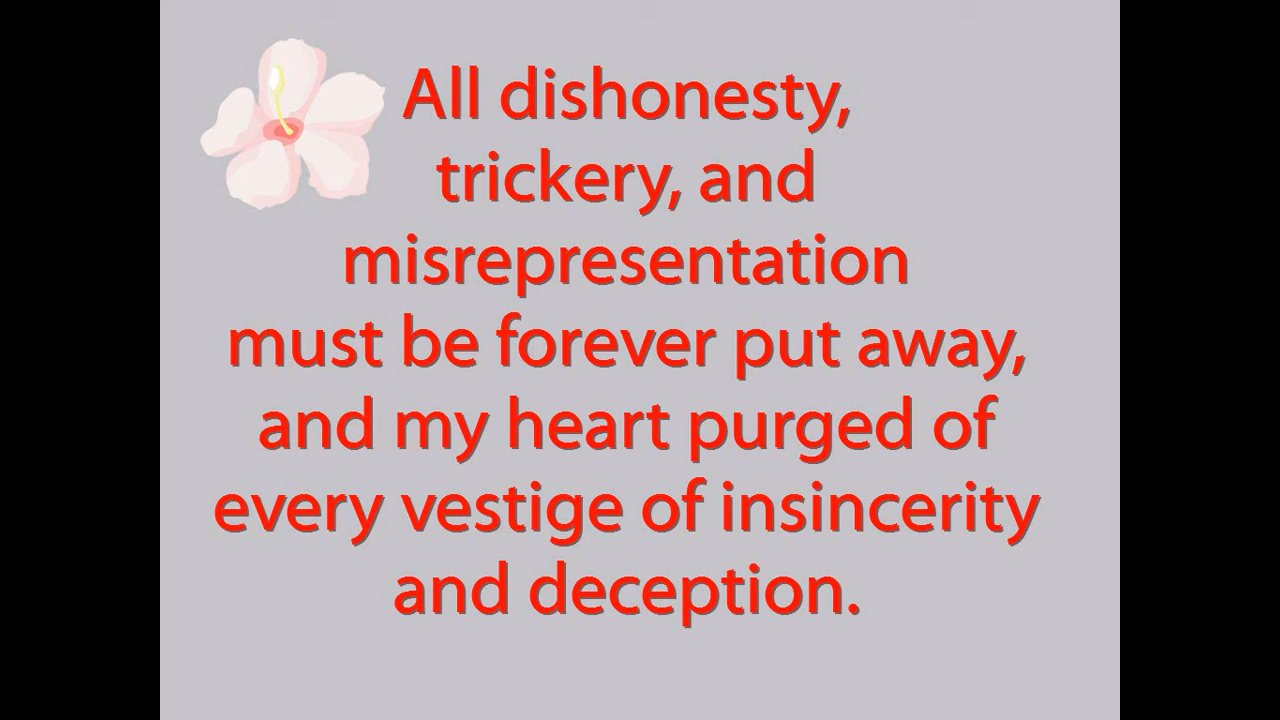 All dishonesty,
trickery, and
misrepresentation
must be forever put away,
and my heart purged of
every vestige of insincerity
and deception.